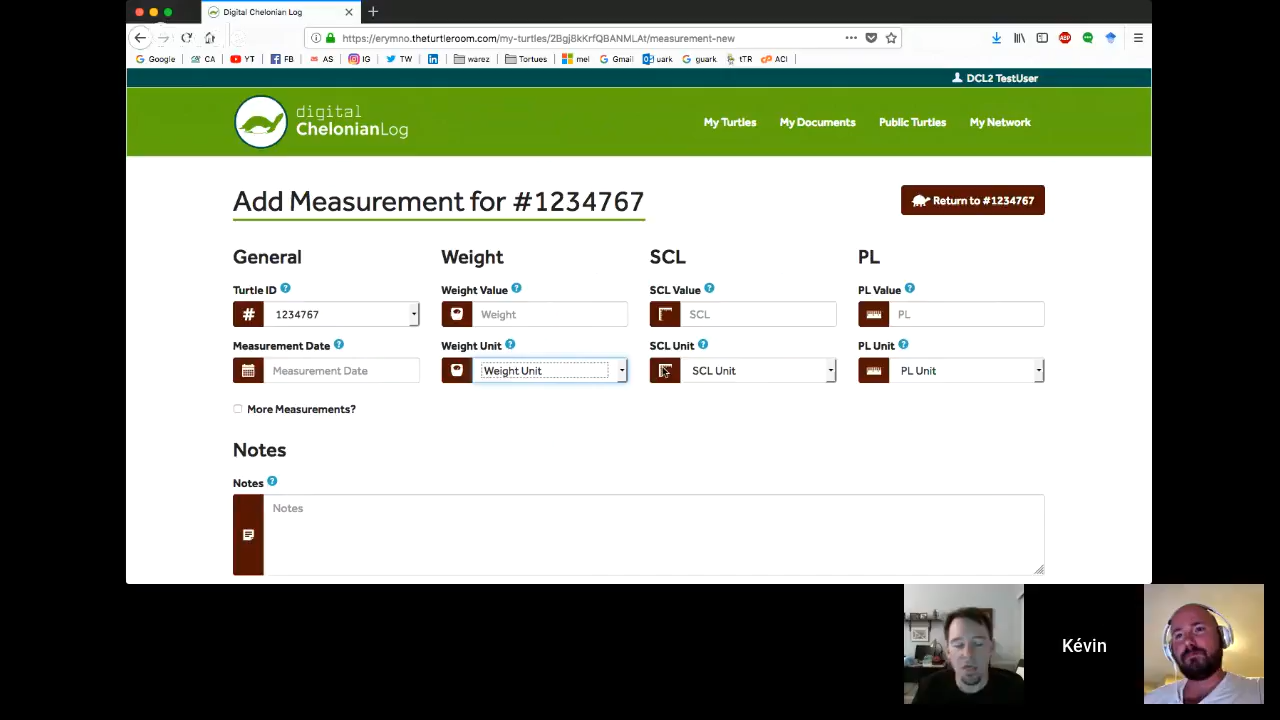 Digital Chelonian Log
https://erymno.theturtleroom.com/my-turtles/2Bgj8kKrfQBANMLAt/measurement-new
Google CA YT FB AS IG TW warez Tortues mel Gmail uark guark tTR ACI
DCL2 TestUser
digital
ChelonianLog
My Turtles My Documents Public Turtles My Network
Add Measurement for #1234767
Return to #1234767
General Weight SCL PL
Turtle ID Weight Value SCL Value PL Value
1234767 Weight SCL PL
Measurement Date Weight Unit SCL Unit PL Unit
Measurement Date Weight Unit SCL Unit PL Unit
More Measurements?
Notes
Notes
Notes
Kévin